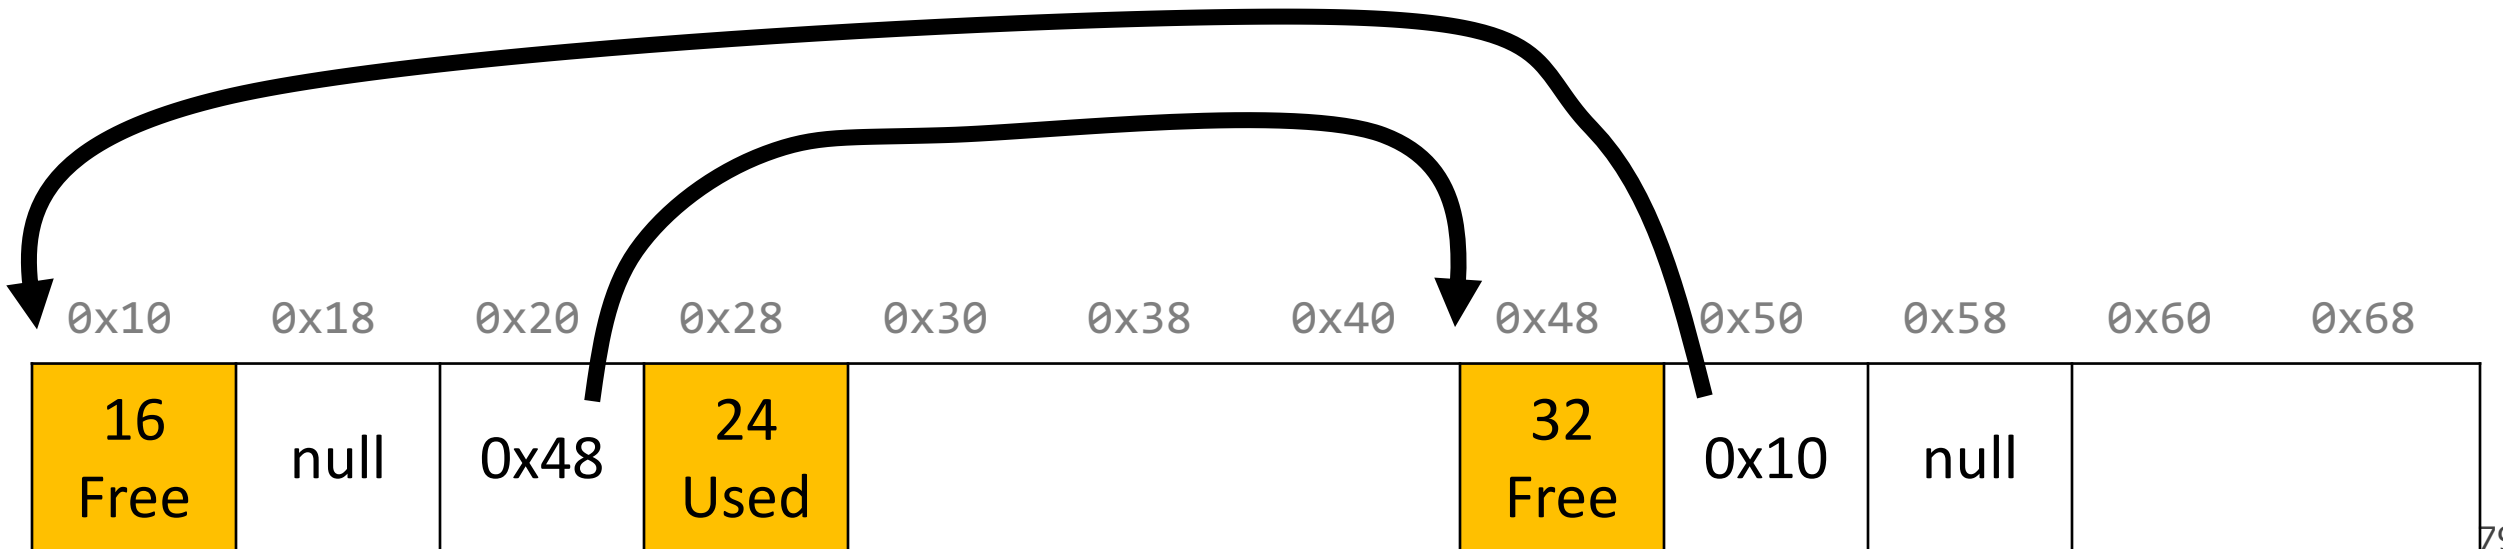 0x10 0x18 0x20 0x28 0x30 0x38 0x40 0x48 0x50 0x58 0x60 0x68
16 24 32
null 0x48 0x10 null
Free Used Free